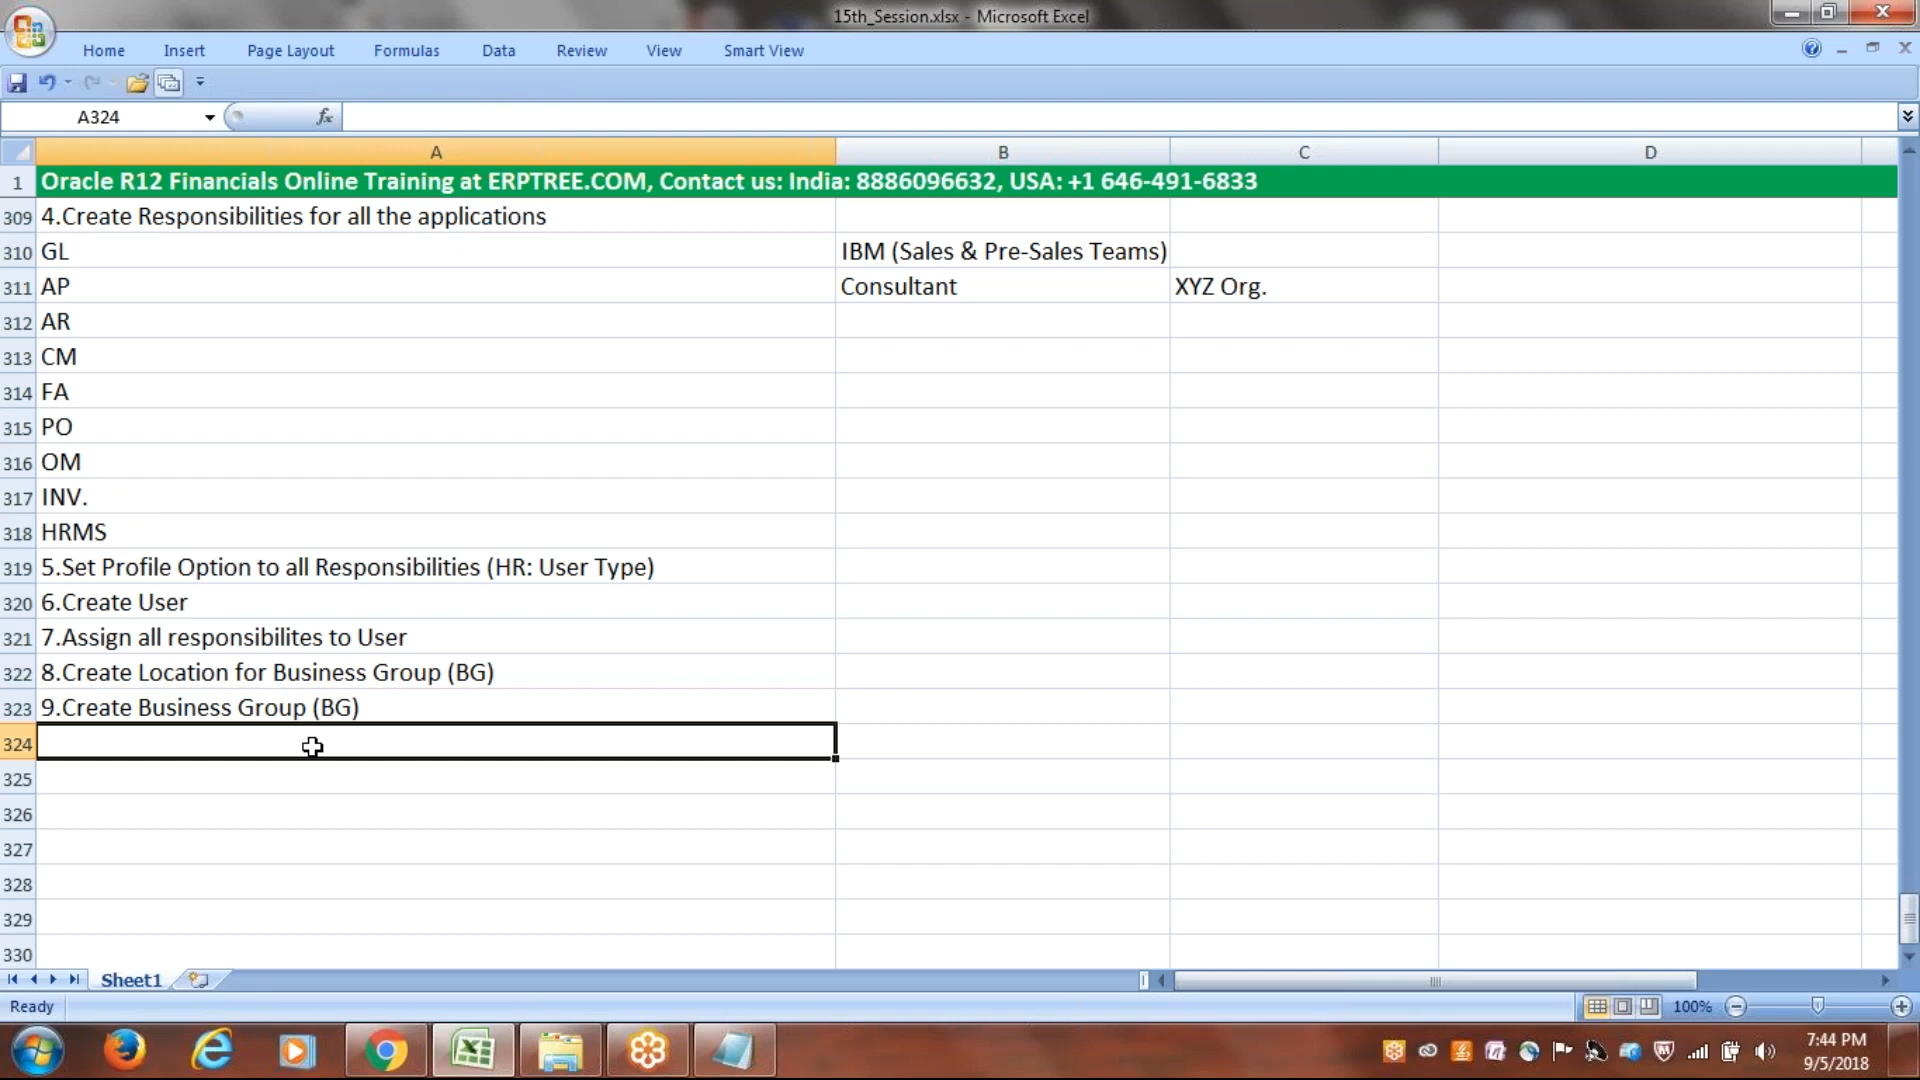 15th_Session.xlsx - Microsoft Excel
Home Insert Page Layout Formulas Data Review View Smart View
A324 fx
A B C D
1 Oracle R12 Financials Online Training at ERPTREE.COM, Contact us: India: 8886096632, USA: +1 646-491-6833
309 4.Create Responsibilities for all the applications
310 GL IBM (Sales & Pre-Sales Teams)
311 AP Consultant XYZ Org.
312 AR
313 CM
314 FA
315 PO
316 OM
317 INV.
318 HRMS
319 5.Set Profile Option to all Responsibilities (HR: User Type)
320 6.Create User
321 7.Assign all responsibilites to User
322 8.Create Location for Business Group (BG)
323 9.Create Business Group (BG)
324
325
326
327
328
329
330
Sheet1
Ready 100%
7:44 PM
9/5/2018